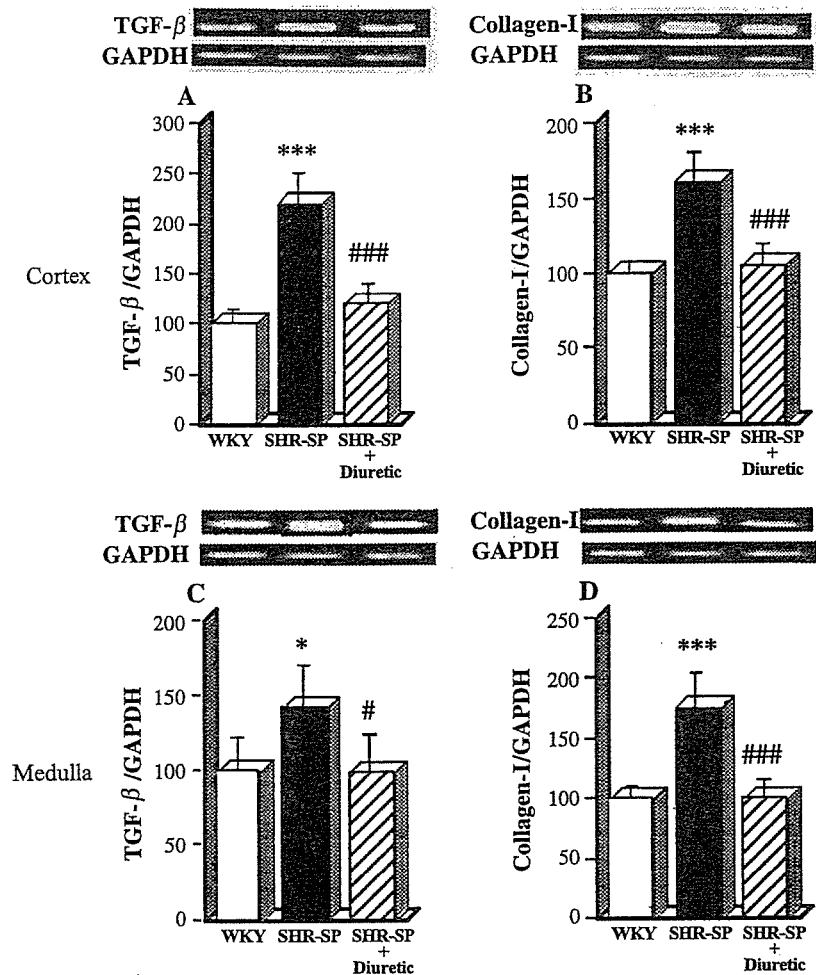 TGF-β
GAPDH
A
300
250
200
150
100
50
0
TGF-β/GAPDH
***
###
WKY
SHR-SP
SHR-SP
+
Diuretic
Collagen-I
GAPDH
B
200
150
100
50
0
Collagen-I/GAPDH
***
###
WKY
SHR-SP
SHR-SP
+
Diuretic
Cortex
TGF-β
GAPDH
C
200
150
100
50
0
TGF-β/GAPDH
*
#
WKY
SHR-SP
SHR-SP
+
Diuretic
Collagen-I
GAPDH
D
250
200
150
100
50
0
Collagen-I/GAPDH
***
###
WKY
SHR-SP
SHR-SP
+
Diuretic
Medulla